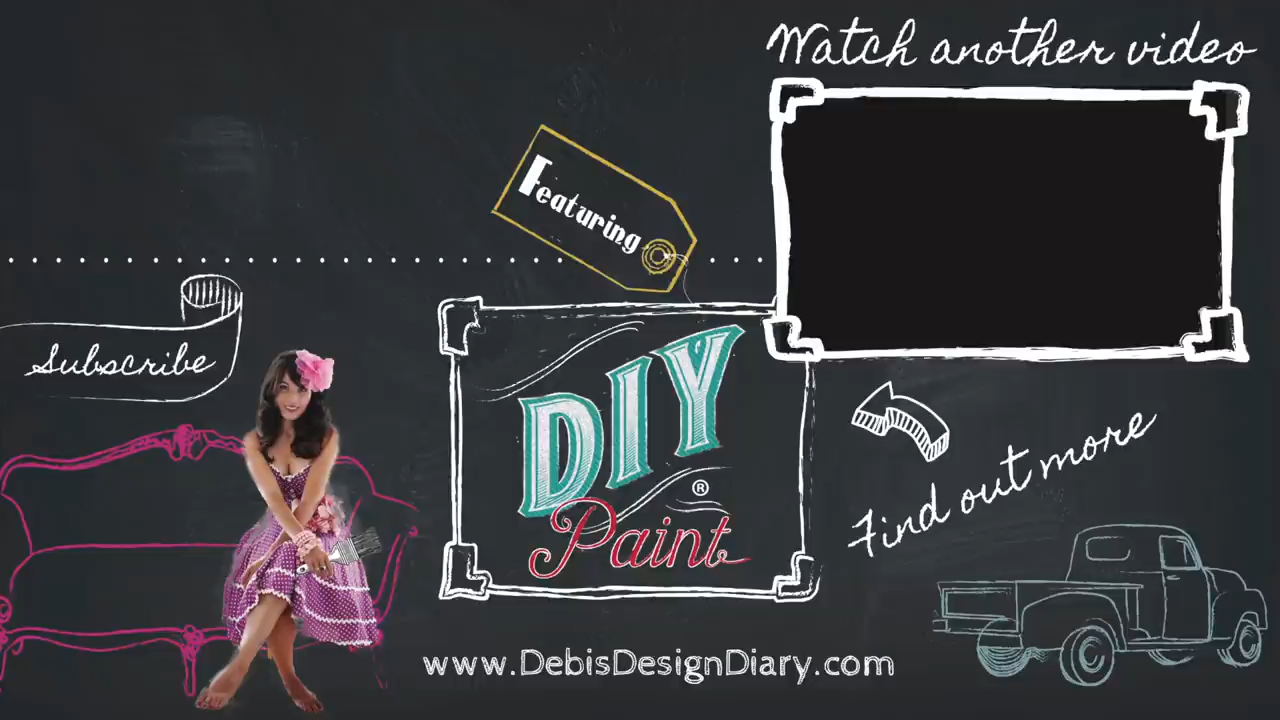 Watch another video
Featuring
Subscribe
DIY
Paint ®
Find out more
www.DebisDesignDiary.com